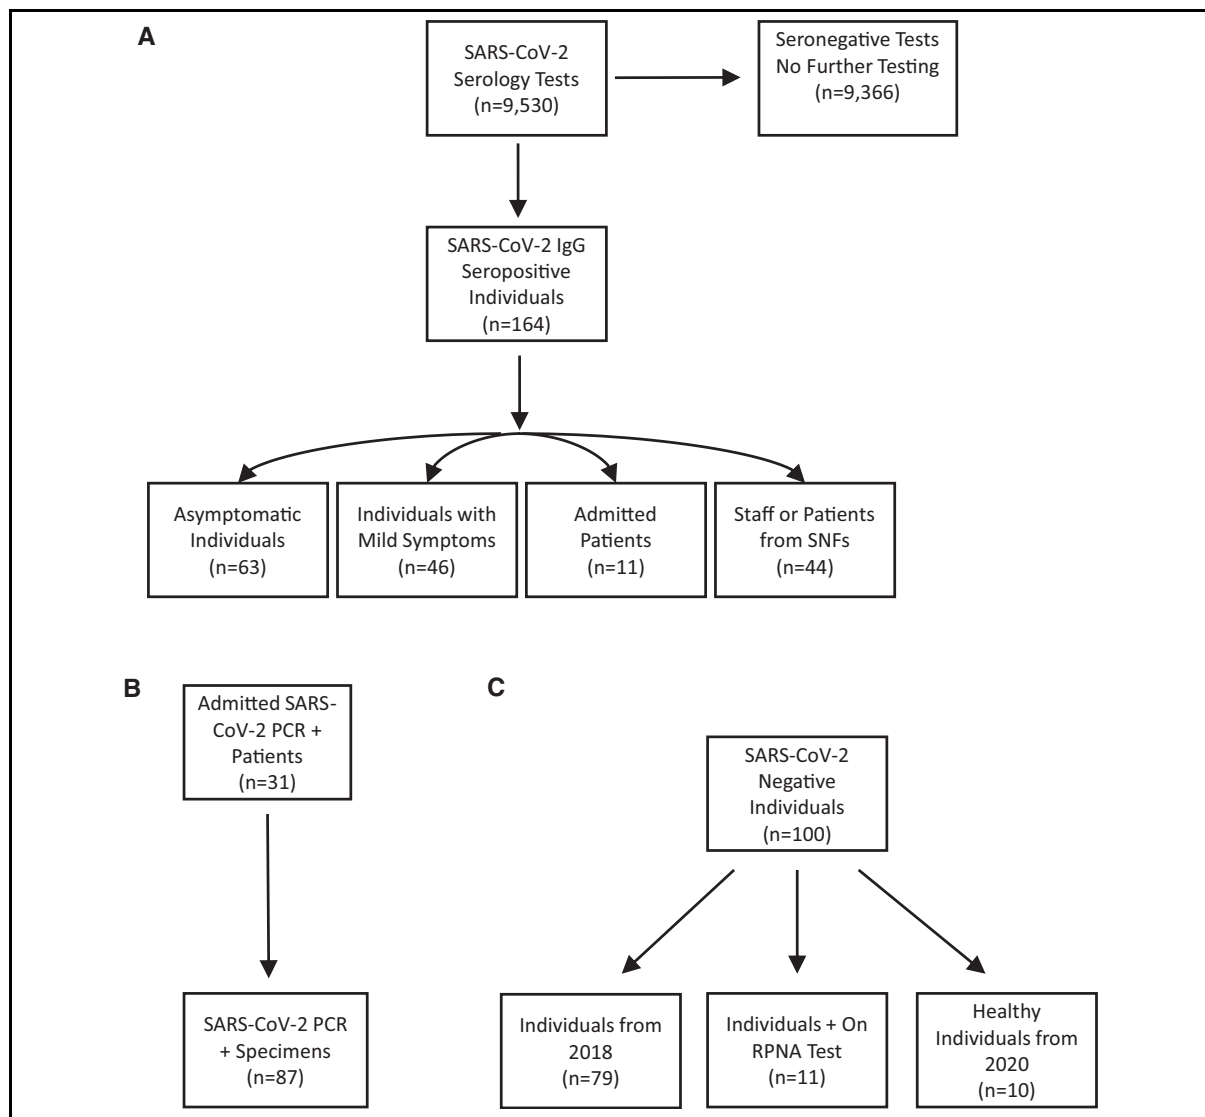 A
SARS-CoV-2
Serology Tests
(n=9,530)
Seronegative Tests
No Further Testing
(n=9,366)
SARS-CoV-2 IgG
Seropositive
Individuals
(n=164)
Asymptomatic
Individuals
(n=63)
Individuals with
Mild Symptoms
(n=46)
Admitted
Patients
(n=11)
Staff or Patients
from SNFs
(n=44)
B
Admitted SARS-
CoV-2 PCR +
Patients
(n=31)
SARS-CoV-2 PCR
+ Specimens
(n=87)
C
SARS-CoV-2
Negative
Individuals
(n=100)
Individuals from
2018
(n=79)
Individuals + On
RPNA Test
(n=11)
Healthy
Individuals from
2020
(n=10)